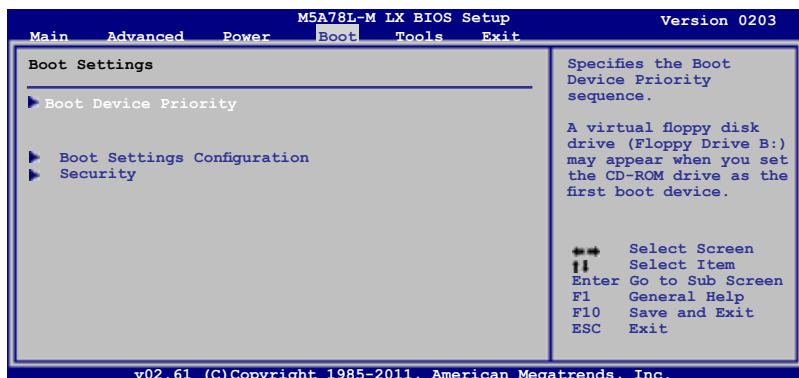 M5A78L-M LX BIOS Setup
Version 0203
Main Advanced Power Boot Tools Exit
Boot Settings
Boot Device Priority
Boot Settings Configuration
Security
Specifies the Boot
Device Priority
sequence.
A virtual floppy disk
drive (Floppy Drive B:)
may appear when you set
the CD-ROM drive as the
first boot device.
Select Screen
Select Item
Enter Go to Sub Screen
F1 General Help
F10 Save and Exit
ESC Exit
v02.61 (C)Copyright 1985-2011, American Megatrends, Inc.